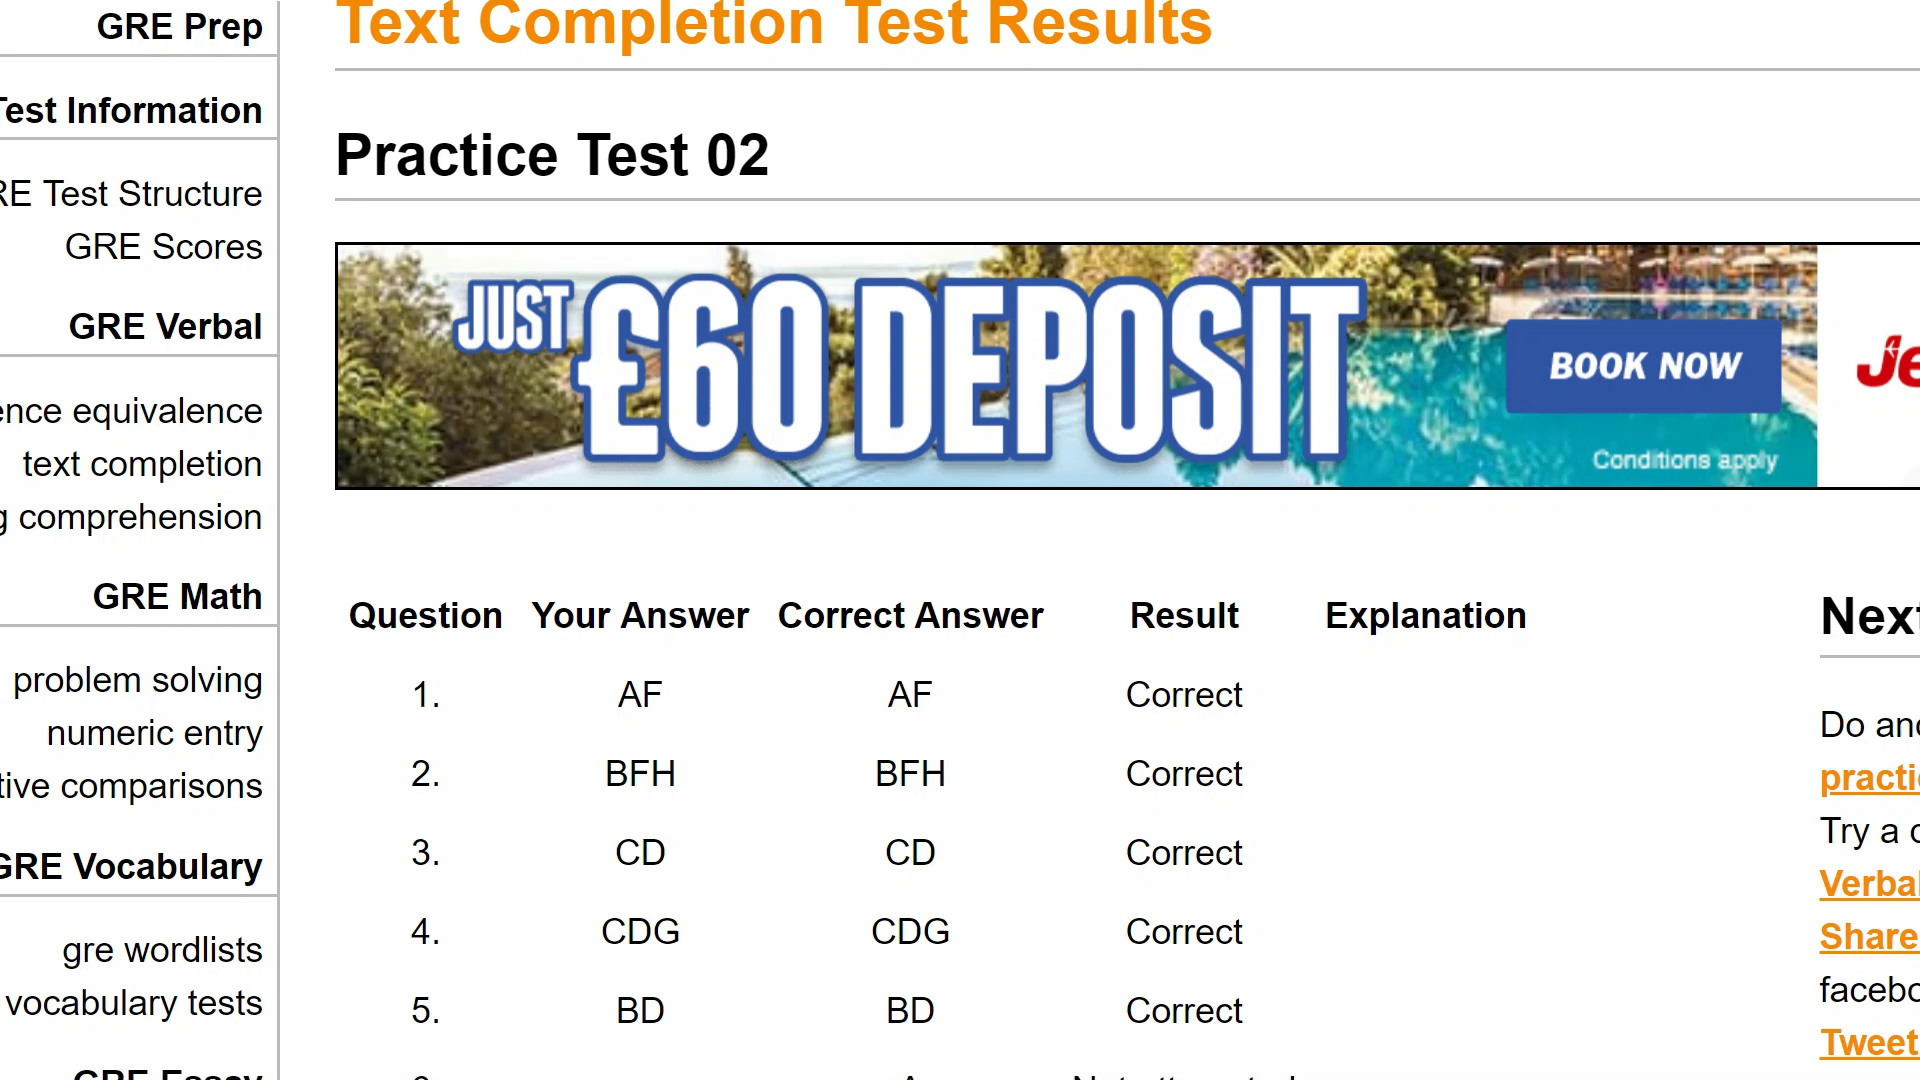 GRE Prep
Test Information
RE Test Structure
GRE Scores
GRE Verbal
ence equivalence
text completion
g comprehension
GRE Math
problem solving
numeric entry
tive comparisons
GRE Vocabulary
gre wordlists
vocabulary tests
GRE Essay
Text Completion Test Results
Practice Test 02
JUST £60 DEPOSIT
BOOK NOW
Conditions apply
Je
Question Your Answer Correct Answer Result Explanation
1. AF AF Correct
2. BFH BFH Correct
3. CD CD Correct
4. CDG CDG Correct
5. BD BD Correct
Next
Do ano
practic
Try a d
Verbal
Share
facebo
Tweet